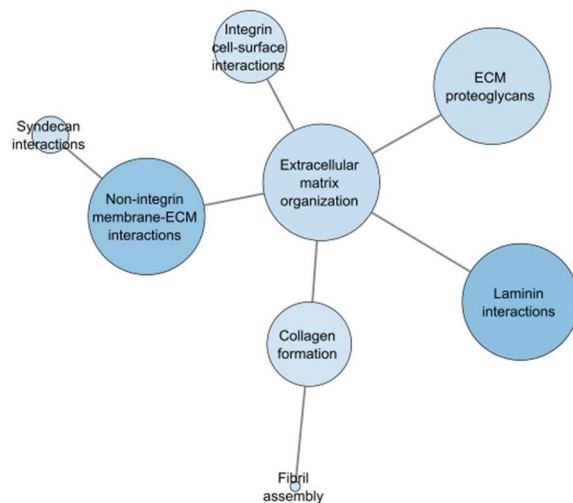 Integrin
cell-surface
interactions
ECM
proteoglycans
Syndecan
interactions
Extracellular
matrix
organization
Non-integrin
membrane-ECM
interactions
Laminin
interactions
Collagen
formation
Fibril
assembly